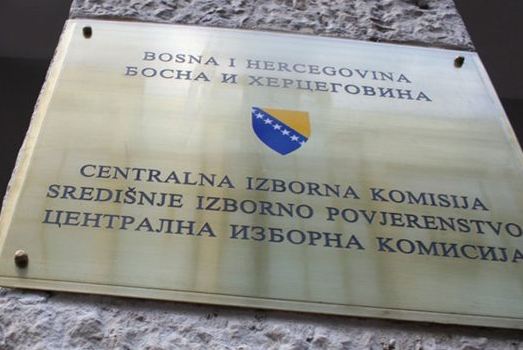 BOSNA I HERCEGOVINA
БОСНА И ХЕРЦЕГОВИНА
CENTRALNA IZBORNA KOMISIJA
SREDIŠNJE IZBORNO POVJERENSTVO
ЦЕНТРАЛНА ИЗБОРНА КОМИСИЈА